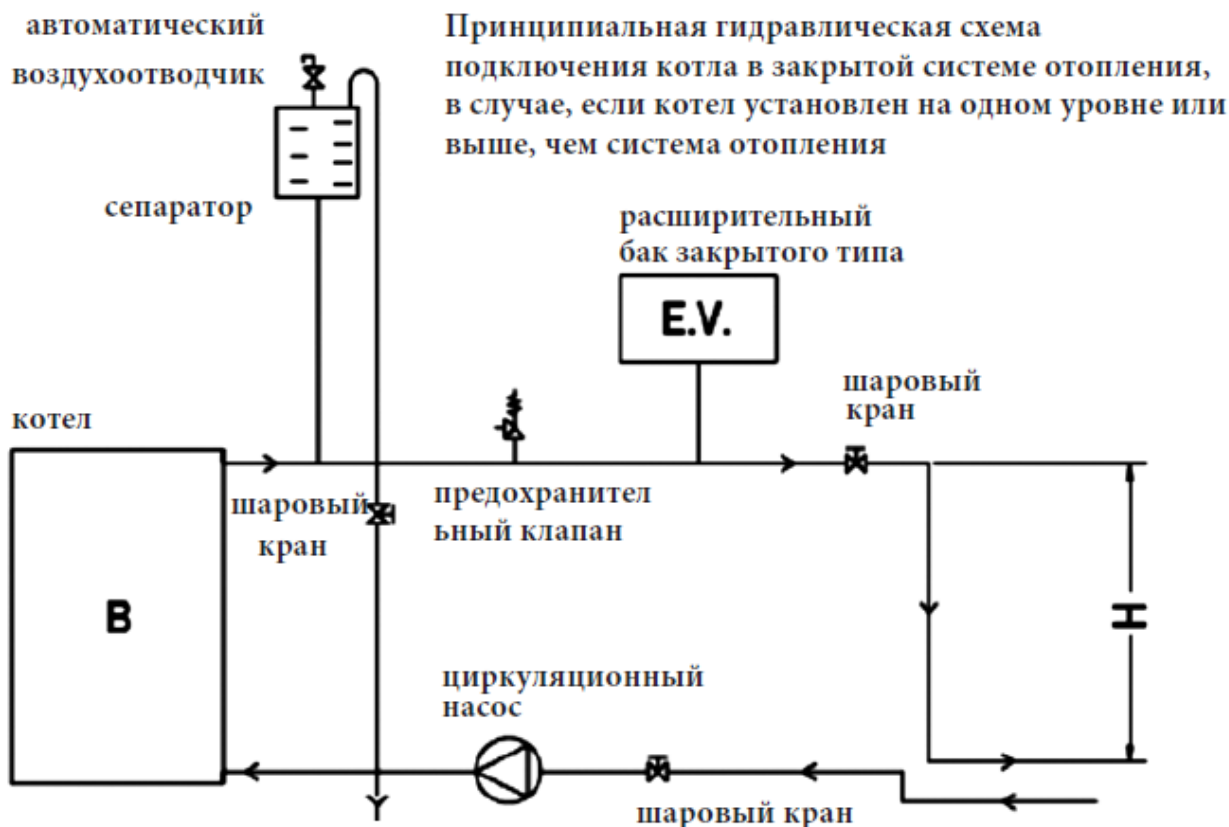 автоматический
воздухоотводчик
Принципиальная гидравлическая схема
подключения котла в закрытой системе отопления,
в случае, если котел установлен на одном уровне или
выше, чем система отопления
сепаратор
расширительный
бак закрытого типа
E.V.
шаровый
кран
котел
шаровый
кран
предохранител
ьный клапан
B
H
циркуляционный
насос
шаровый кран